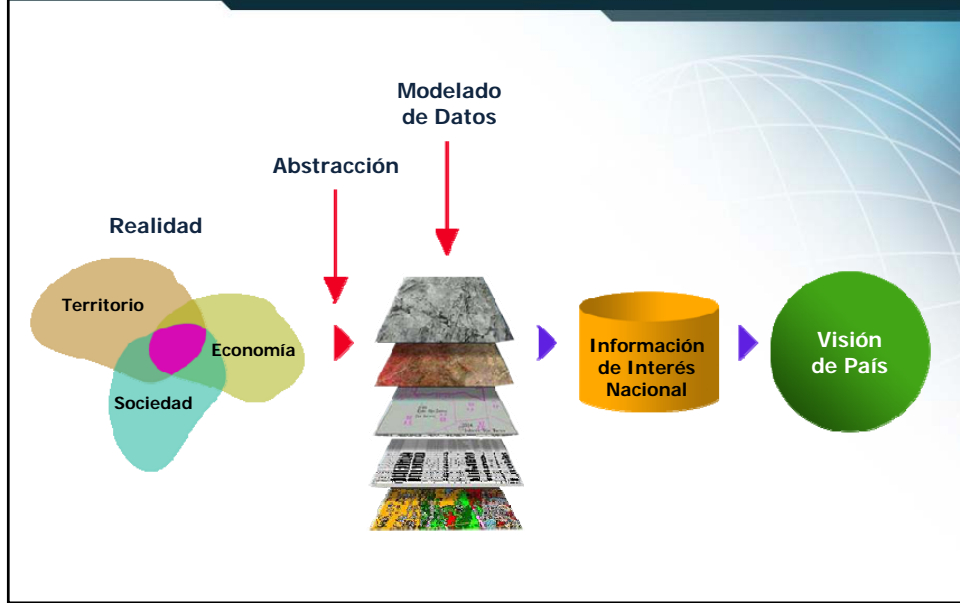 Modelado
de Datos
Abstracción
Realidad
Territorio
Economía
Sociedad
Información
de Interés
Nacional
Visión
de País